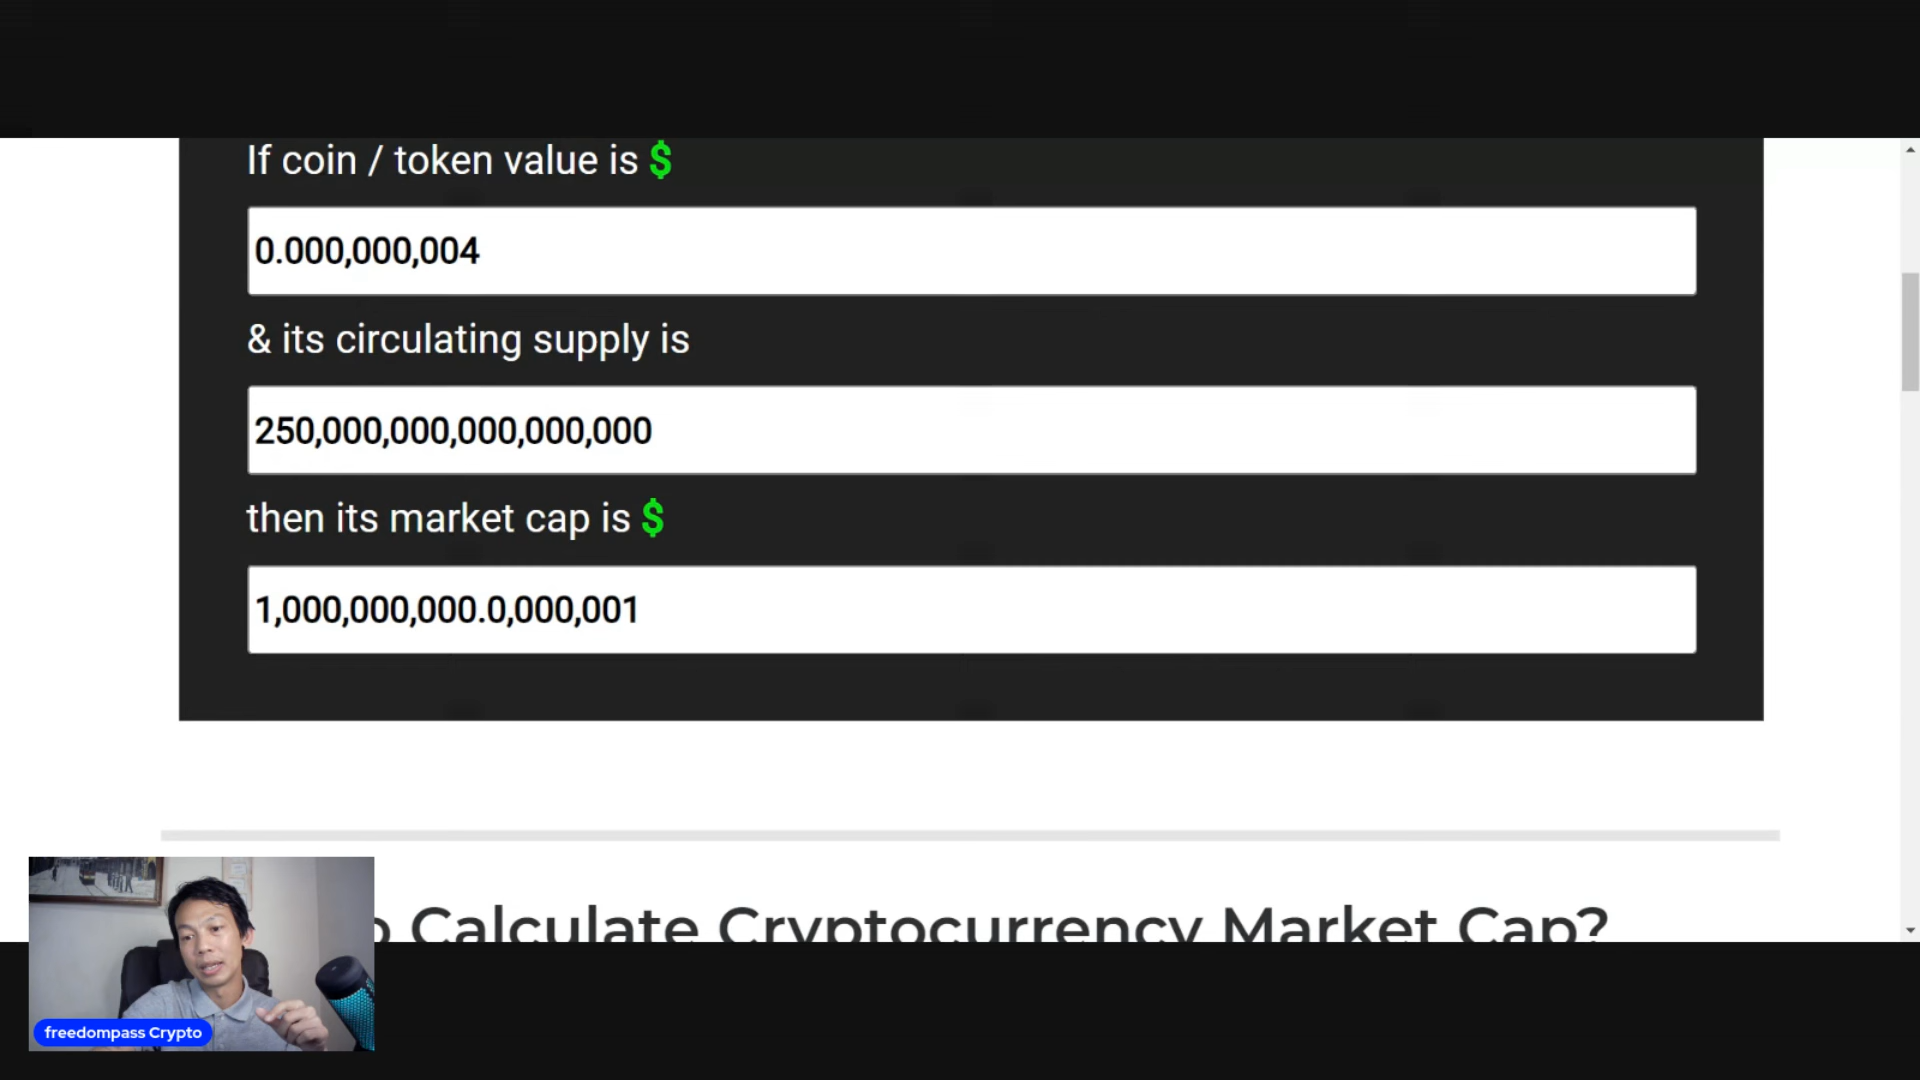 If coin / token value is $
0.000,000,004
& its circulating supply is
250,000,000,000,000,000
then its market cap is $
1,000,000,000.0,000,001
Calculate Cryptocurrency Market Cap?
freedompass Crypto